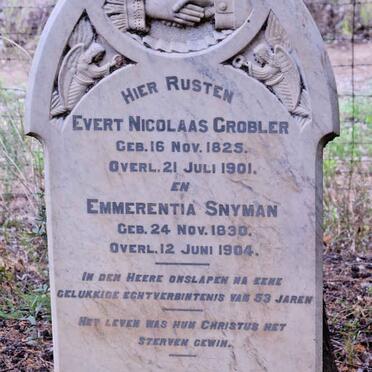 HIER RUSTEN
EVERT NICOLAAS GROBLER
GEB. 16 NOV. 1825.
OVERL. 21 JULI 1901.
EN
EMMERENTIA SNYMAN
GEB. 24 NOV. 1830.
OVERL. 12 JUNI 1904.
IN DEN HEERE ONSLAPEN NA EENE
GELUKKIGE ECHTVERBINTENIS VAN 53 JAREN
HET LEVEN WAS HUN CHRISTUS HET
STERVEN GEWIN.